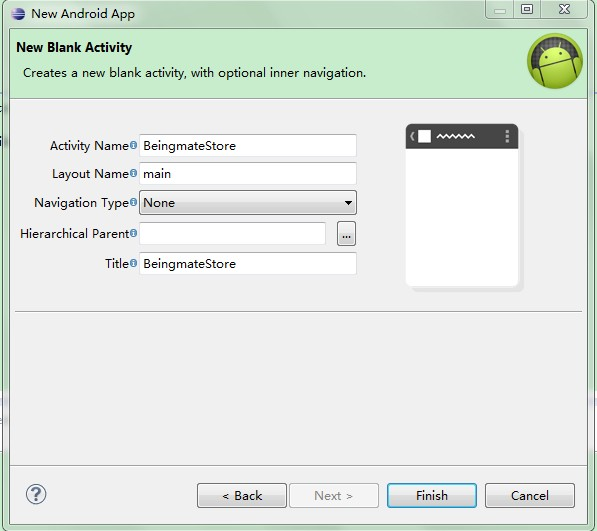 New Android App
New Blank Activity
Creates a new blank activity, with optional inner navigation.
Activity Name BeingmateStore
Layout Name main
Navigation Type None
Hierarchical Parent ...
Title BeingmateStore
? < Back Next > Finish Cancel